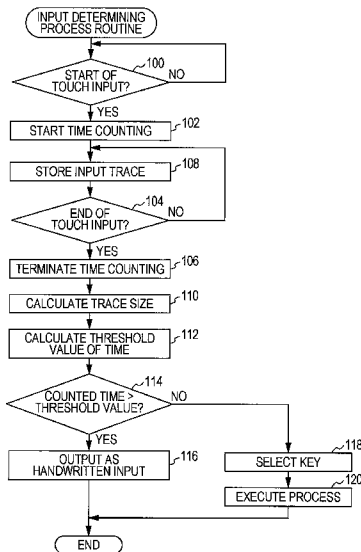 INPUT DETERMINING
PROCESS ROUTINE
100
START OF
TOUCH INPUT?
NO
YES
START TIME COUNTING
102
STORE INPUT TRACE
108
104
END OF
TOUCH INPUT?
NO
YES
TERMINATE TIME COUNTING
106
CALCULATE TRACE SIZE
110
CALCULATE THRESHOLD
VALUE OF TIME
112
114
COUNTED TIME >
THRESHOLD VALUE?
NO
YES
OUTPUT AS
HANDWRITTEN INPUT
116
118
SELECT KEY
120
EXECUTE PROCESS
END